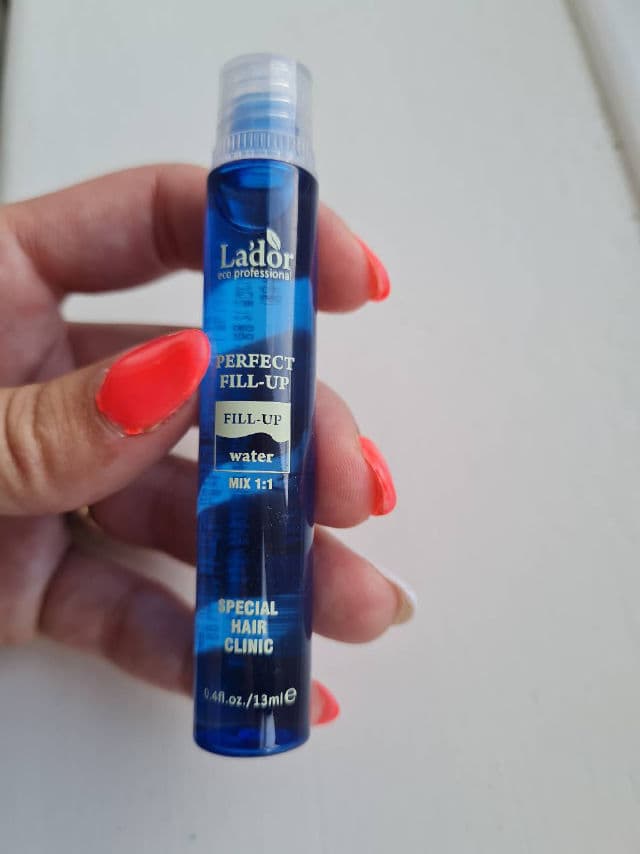 La'dor
eco professional
PERFECT
FILL-UP
FILL-UP
water
MIX 1:1
SPECIAL
HAIR
CLINIC
0.4fl.oz./13ml℮